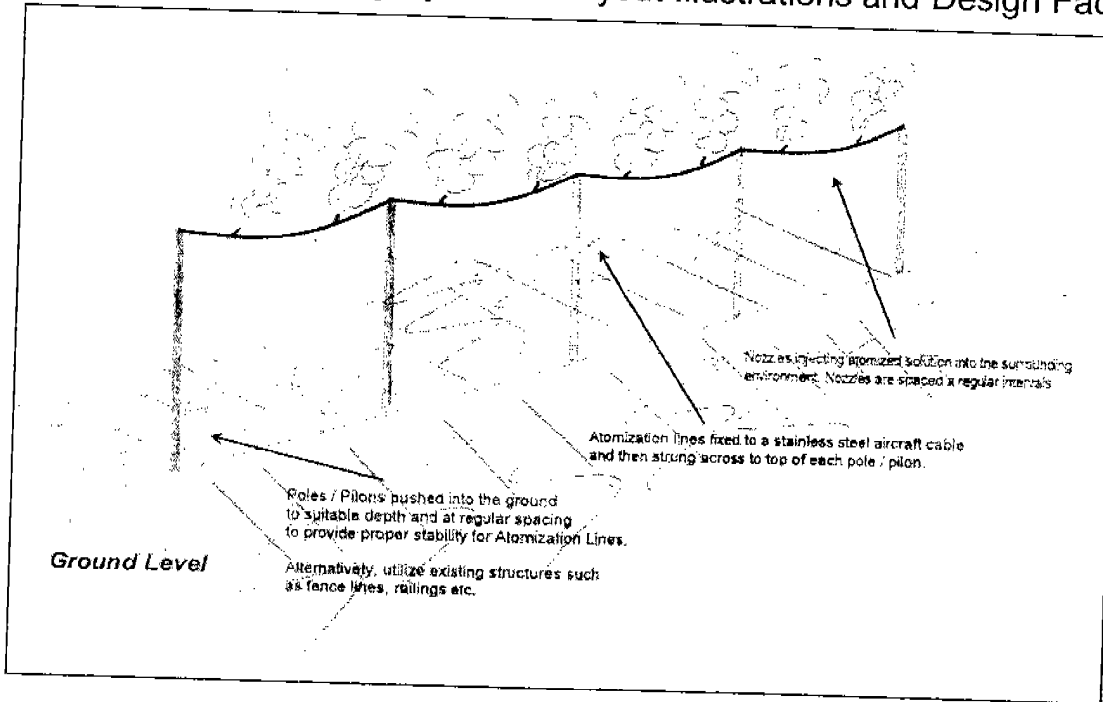 yout Illustrations and Design Fac
Nozzles injecting atomized solution into the surrounding
environment. Nozzles are spaced a regular intervals
Atomization lines fixed to a stainless steel aircraft cable
and then strung across to top of each pole / pilon.
Poles / Pilons pushed into the ground
to suitable depth and at regular spacing
to provide proper stability for Atomization Lines.
Ground Level
Alternatively, utilize existing structures such
as fence lines, railings etc.